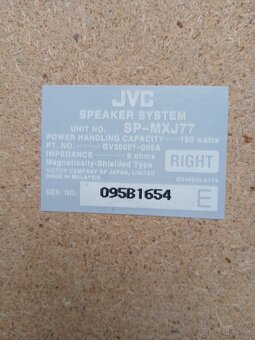 JVC
SPEAKER SYSTEM
UNIT NO. SP-MXJ77
POWER HANDLING CAPACITY 120 watts
PT. NO. GV30061-009A
IMPEDANCE 6 ohms
Magnetically-Shielded Type
RIGHT
VICTOR COMPANY OF JAPAN, LIMITED
MADE IN MALAYSIA
SER. NO. 095B1654
E